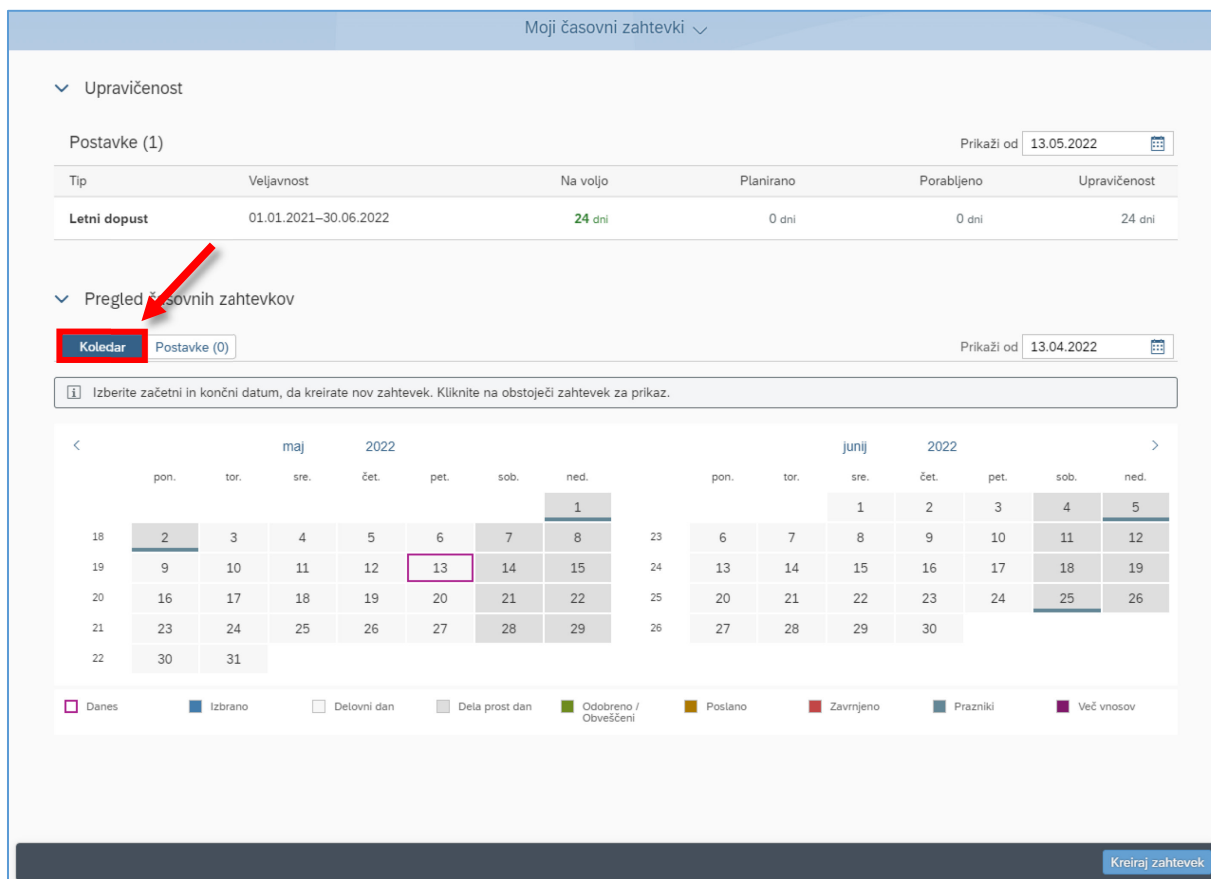 Moji časovni zahtevki
Upravičenost
Postavke (1) Prikaži od 13.05.2022
Tip Veljavnost Na voljo Planirano Porabljeno Upravičenost
Letni dopust 01.01.2021–30.06.2022 24 dni 0 dni 0 dni 24 dni
Pregled časovnih zahtevkov
Koledar Postavke (0) Prikaži od 13.04.2022
Izberite začetni in končni datum, da kreirate nov zahtevek. Kliknite na obstoječi zahtevek za prikaz.
maj 2022 junij 2022
pon. tor. sre. čet. pet. sob. ned. pon. tor. sre. čet. pet. sob. ned.
1 1 2 3 4 5
18 2 3 4 5 6 7 8 23 6 7 8 9 10 11 12
19 9 10 11 12 13 14 15 24 13 14 15 16 17 18 19
20 16 17 18 19 20 21 22 25 20 21 22 23 24 25 26
21 23 24 25 26 27 28 29 26 27 28 29 30
22 30 31
Danes Izbrano Delovni dan Dela prost dan Odobreno / Poslano Zavrnjeno Prazniki Več vnosov
Obveščeni
Kreiraj zahtevek